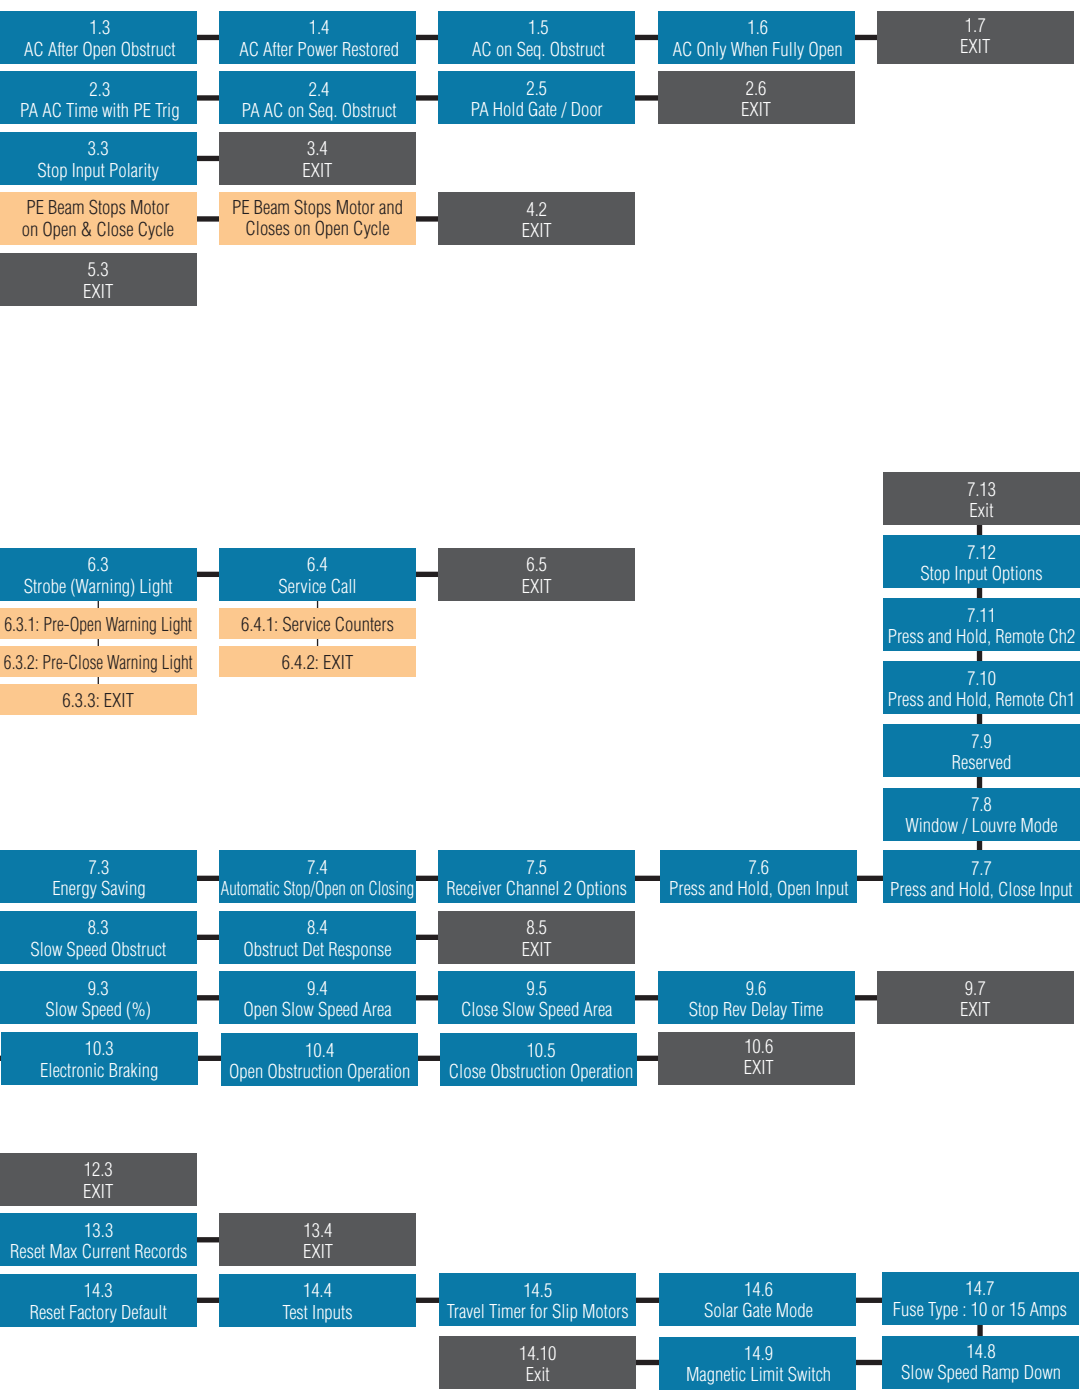 1.3
AC After Open Obstruct
1.4
AC After Power Restored
1.5
AC on Seq. Obstruct
1.6
AC Only When Fully Open
1.7
EXIT
2.3
PA AC Time with PE Trig
2.4
PA AC on Seq. Obstruct
2.5
PA Hold Gate / Door
2.6
EXIT
3.3
Stop Input Polarity
3.4
EXIT
PE Beam Stops Motor
on Open & Close Cycle
PE Beam Stops Motor and
Closes on Open Cycle
4.2
EXIT
5.3
EXIT
7.13
Exit
7.12
Stop Input Options
7.11
Press and Hold, Remote Ch2
7.10
Press and Hold, Remote Ch1
7.9
Reserved
7.8
Window / Louvre Mode
6.3
Strobe (Warning) Light
6.4
Service Call
6.5
EXIT
6.3.1: Pre-Open Warning Light
6.4.1: Service Counters
6.3.2: Pre-Close Warning Light
6.4.2: EXIT
6.3.3: EXIT
7.3
Energy Saving
7.4
Automatic Stop/Open on Closing
7.5
Receiver Channel 2 Options
7.6
Press and Hold, Open Input
7.7
Press and Hold, Close Input
8.3
Slow Speed Obstruct
8.4
Obstruct Det Response
8.5
EXIT
9.3
Slow Speed (%)
9.4
Open Slow Speed Area
9.5
Close Slow Speed Area
9.6
Stop Rev Delay Time
9.7
EXIT
10.3
Electronic Braking
10.4
Open Obstruction Operation
10.5
Close Obstruction Operation
10.6
EXIT
12.3
EXIT
13.3
Reset Max Current Records
13.4
EXIT
14.3
Reset Factory Default
14.4
Test Inputs
14.5
Travel Timer for Slip Motors
14.6
Solar Gate Mode
14.7
Fuse Type : 10 or 15 Amps
14.10
Exit
14.9
Magnetic Limit Switch
14.8
Slow Speed Ramp Down